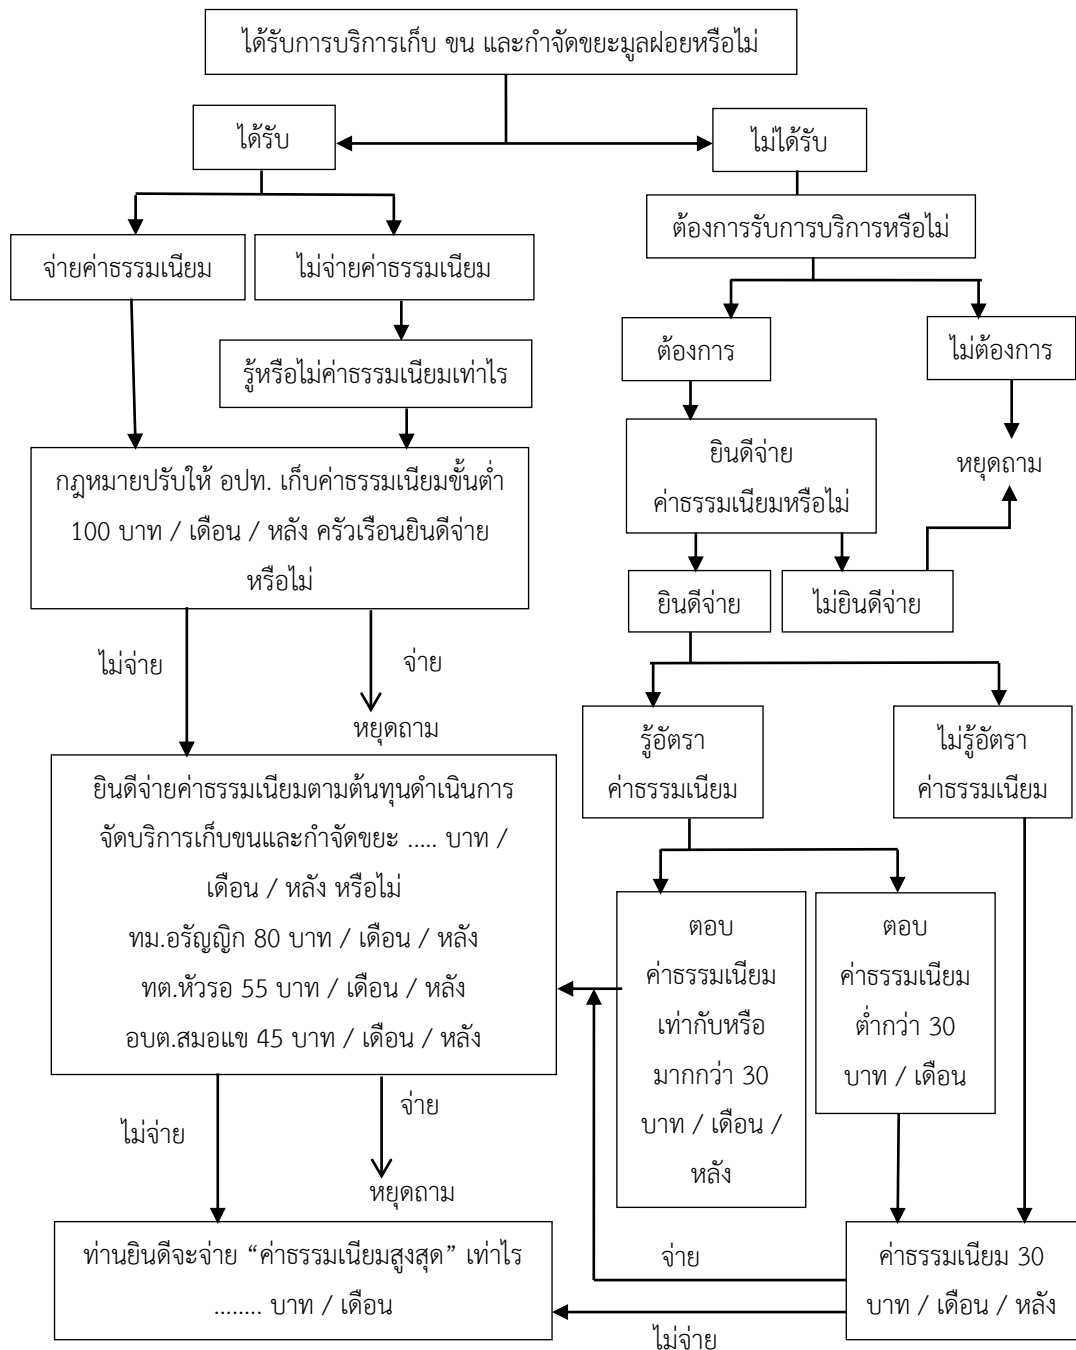 ได้รับการบริการเก็บ ขน และกำจัดขยะมูลฝอยหรือไม่
ได้รับ
ไม่ได้รับ
ต้องการรับการบริการหรือไม่
จ่ายค่าธรรมเนียม
ไม่จ่ายค่าธรรมเนียม
ต้องการ
ไม่ต้องการ
รู้หรือไม่ค่าธรรมเนียมเท่าไร
ยินดีจ่าย
ค่าธรรมเนียมหรือไม่
หยุดถาม
กฎหมายปรับให้ อปท. เก็บค่าธรรมเนียมขั้นต่ำ
100 บาท / เดือน / หลัง ครัวเรือนยินดีจ่าย
หรือไม่
ยินดีจ่าย
ไม่ยินดีจ่าย
ไม่จ่าย
จ่าย
หยุดถาม
รู้อัตรา
ค่าธรรมเนียม
ไม่รู้อัตรา
ค่าธรรมเนียม
ยินดีจ่ายค่าธรรมเนียมตามต้นทุนดำเนินการ
จัดบริการเก็บขนและกำจัดขยะ ..... บาท /
เดือน / หลัง หรือไม่
ทม.อรัญญิก 80 บาท / เดือน / หลัง
ทต.หัวรอ 55 บาท / เดือน / หลัง
อบต.สมอแข 45 บาท / เดือน / หลัง
ตอบ
ค่าธรรมเนียม
เท่ากับหรือ
มากกว่า 30
บาท / เดือน /
หลัง
ตอบ
ค่าธรรมเนียม
ต่ำกว่า 30
บาท / เดือน
ไม่จ่าย
จ่าย
หยุดถาม
ท่านยินดีจะจ่าย “ค่าธรรมเนียมสูงสุด” เท่าไร
........ บาท / เดือน
จ่าย
ไม่จ่าย
ค่าธรรมเนียม 30
บาท / เดือน / หลัง